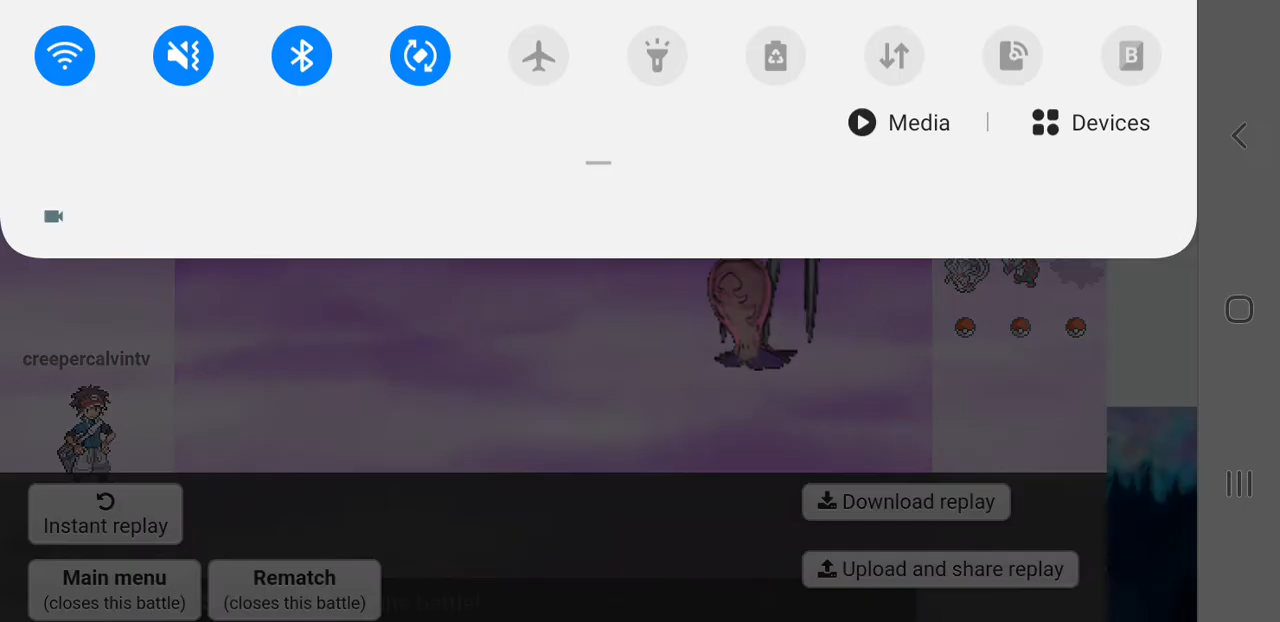 B
Media
Devices
creepercalvintv
Instant replay
Download replay
Main menu
(closes this battle)
Rematch
(closes this battle)
Upload and share replay
battle!